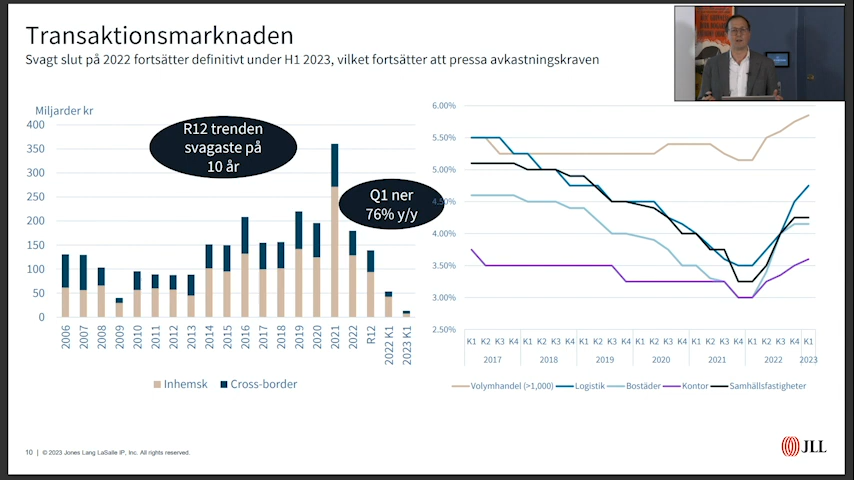 Transaktionsmarknaden
Svagt slut på 2022 fortsätter definitivt under H1 2023, vilket fortsätter att pressa avkastningskraven
Miljarder kr
400
350
300
250
200
150
100
50
0
R12 trenden
svagaste på
10 år
Q1 ner
76% y/y
2006 2007 2008 2009 2010 2011 2012 2013 2014 2015 2016 2017 2018 2019 2020 2021 2022 R12 2022 K1 2023 K1
Inhemsk Cross-border
6.00%
5.50%
5.00%
4.50%
4.00%
3.50%
3.00%
2.50%
K1 K2 K3 K4 K1 K2 K3 K4 K1 K2 K3 K4 K1 K2 K3 K4 K1 K2 K3 K4 K1 K2 K3 K4 K1
2017 2018 2019 2020 2021 2022 2023
Volymhandel (>1,000) Logistik Bostäder Kontor Samhällsfastigheter
10 | © 2023 Jones Lang LaSalle IP, Inc. All rights reserved.
JLL